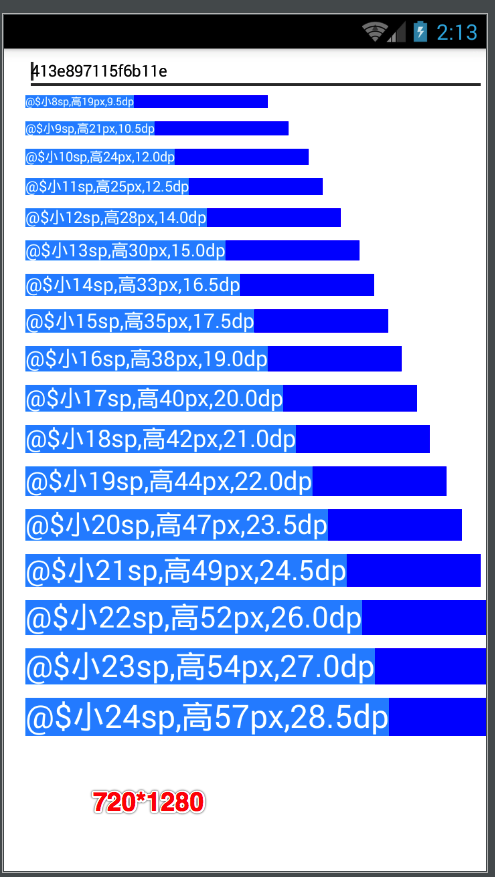 2:13
413e897115f6b11e
@$小8sp,高19px,9.5dp
@$小9sp,高21px,10.5dp
@$小10sp,高24px,12.0dp
@$小11sp,高25px,12.5dp
@$小12sp,高28px,14.0dp
@$小13sp,高30px,15.0dp
@$小14sp,高33px,16.5dp
@$小15sp,高35px,17.5dp
@$小16sp,高38px,19.0dp
@$小17sp,高40px,20.0dp
@$小18sp,高42px,21.0dp
@$小19sp,高44px,22.0dp
@$小20sp,高47px,23.5dp
@$小21sp,高49px,24.5dp
@$小22sp,高52px,26.0dp
@$小23sp,高54px,27.0dp
@$小24sp,高57px,28.5dp
720*1280